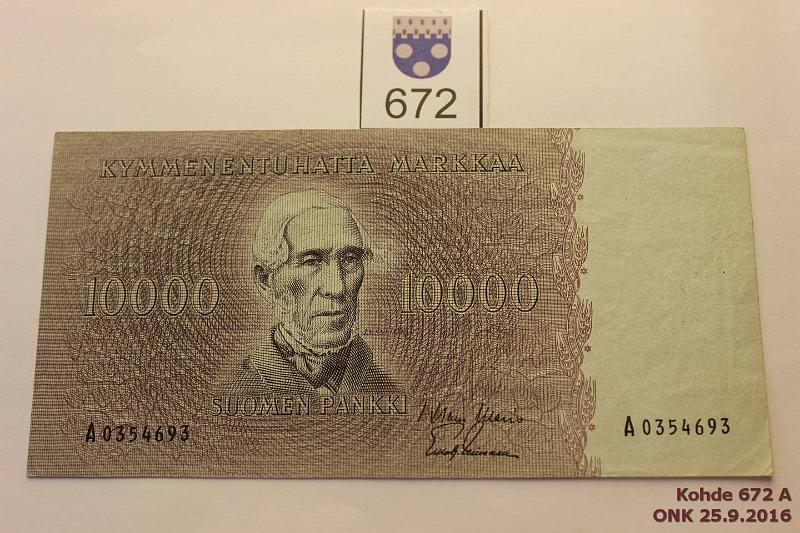 672
KYMMENENTUHATTA MARKKAA
10000 10000
SUOMEN PANKKI
A0354693 A0354693
Kohde 672 A
ONK 25.9.2016